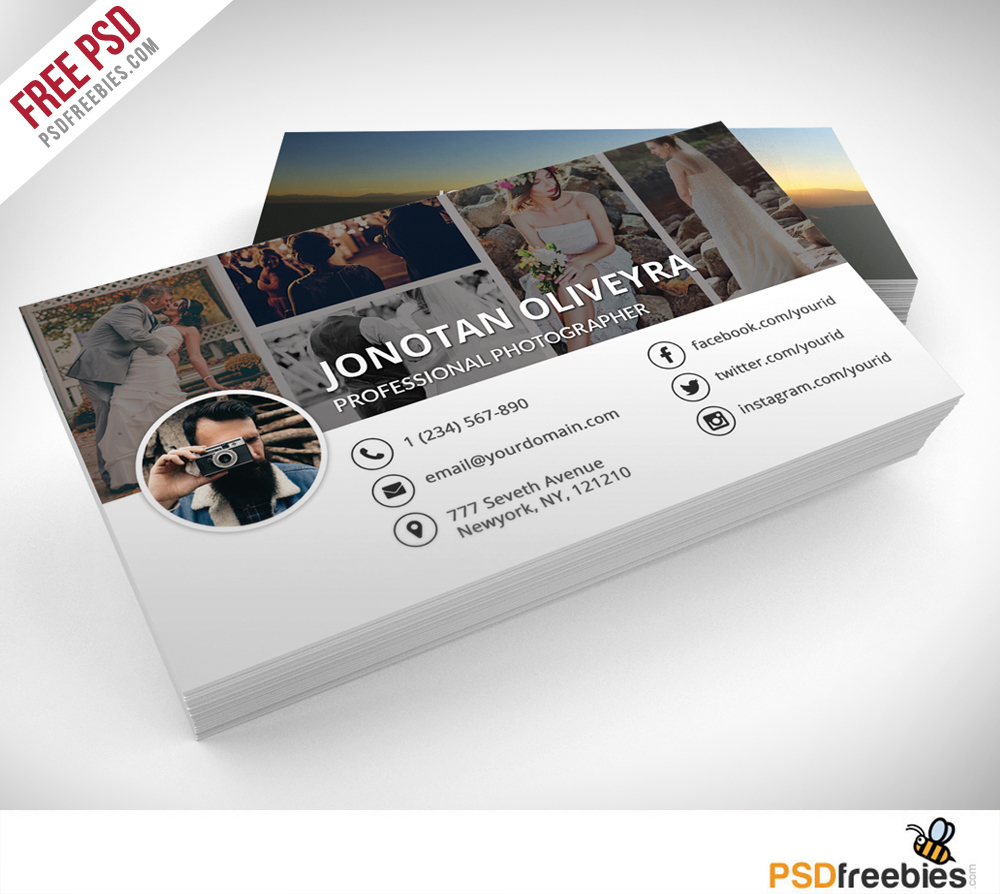 FREE PSD
PSDFREEBIES.COM
JONOTAN OLIVEYRA
PROFESSIONAL PHOTOGRAPHER
1 (234) 567-890
email@yourdomain.com
777 Seveth Avenue
Newyork, NY, 121210
facebook.com/yourid
twitter.com/yourid
instagram.com/yourid
PSDfreebies.com